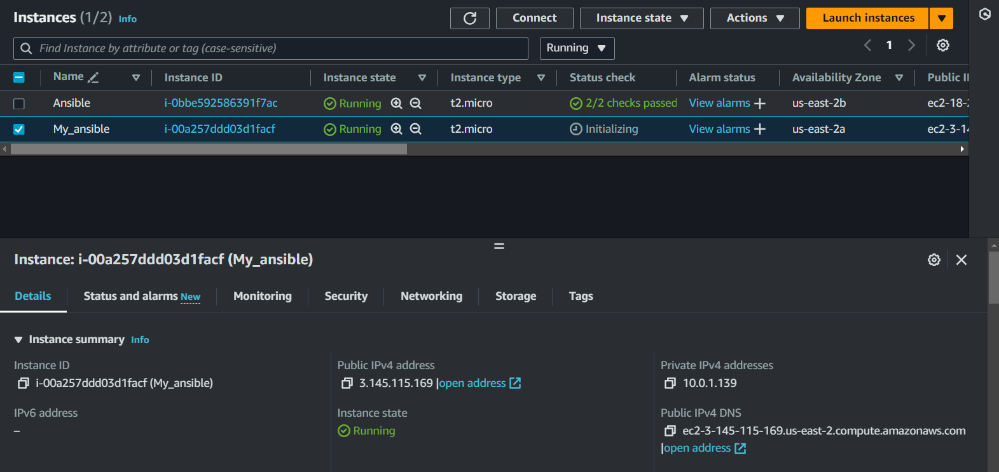 Instances (1/2) Info
Connect
Instance state
Actions
Launch instances
Find Instance by attribute or tag (case-sensitive)
Running
1
Name Instance ID Instance state Instance type Status check Alarm status Availability Zone Public I
Ansible i-0bbe592586391f7ac Running t2.micro 2/2 checks passed View alarms + us-east-2b ec2-18-
My_ansible i-00a257ddd03d1facf Running t2.micro Initializing View alarms + us-east-2a ec2-3-14
Instance: i-00a257ddd03d1facf (My_ansible)
Details Status and alarms New Monitoring Security Networking Storage Tags
Instance summary Info
Instance ID
i-00a257ddd03d1facf (My_ansible)
IPv6 address
–
Public IPv4 address
3.145.115.169 |open address
Instance state
Running
Private IPv4 addresses
10.0.1.139
Public IPv4 DNS
ec2-3-145-115-169.us-east-2.compute.amazonaws.com
|open address